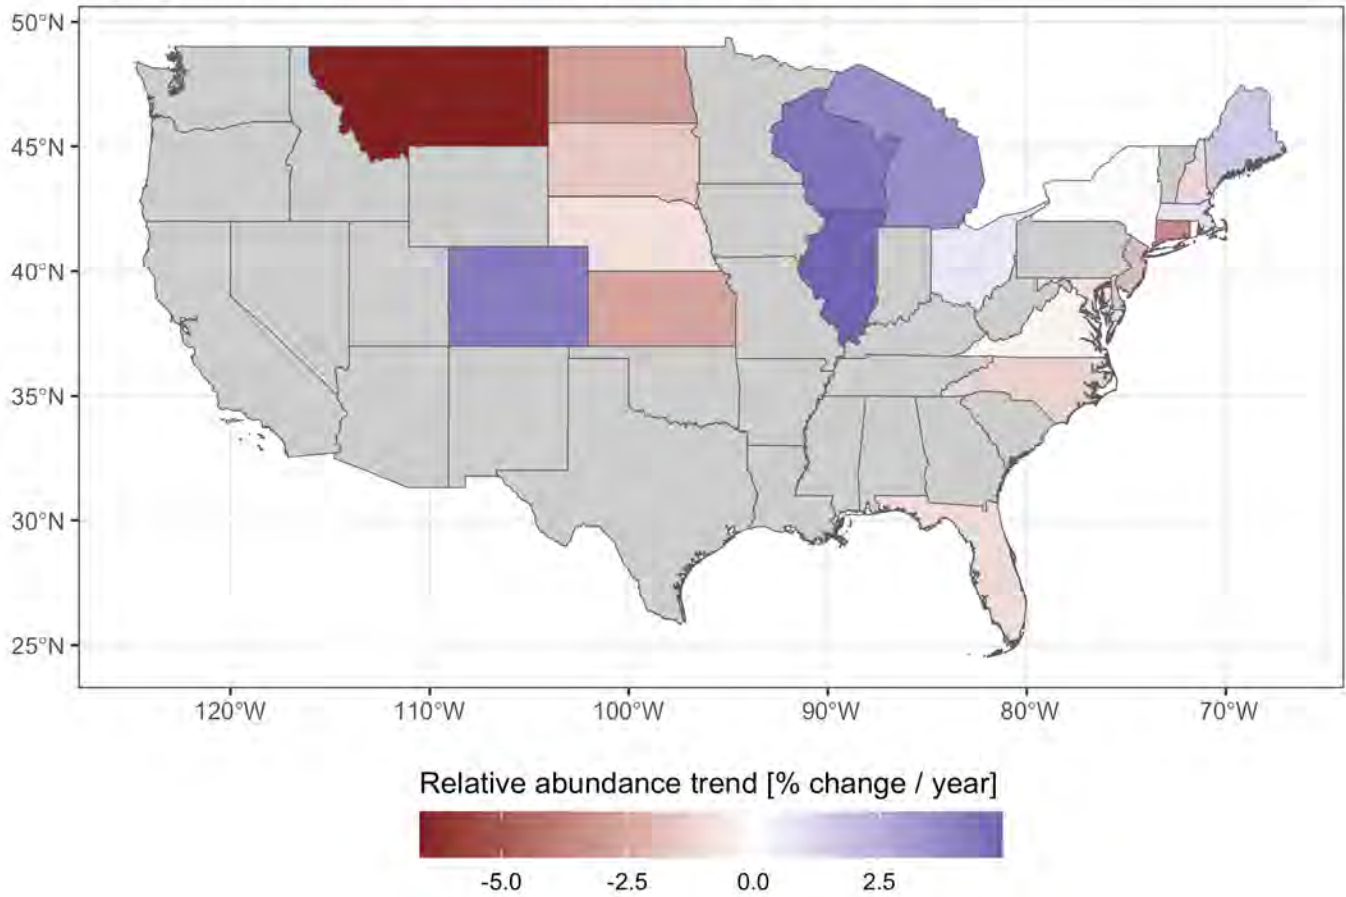 50°N
45°N
40°N
35°N
30°N
25°N
120°W 110°W 100°W 90°W 80°W 70°W
Relative abundance trend [% change / year]
-5.0 -2.5 0.0 2.5